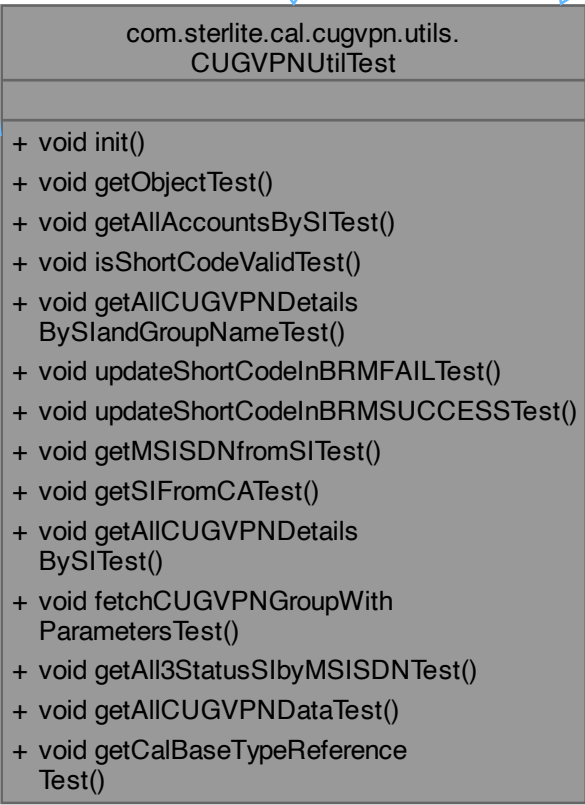 com.sterlite.cal.cugvpn.utils.
CUGVPNUtilTest
+ void init()
+ void getObjectTest()
+ void getAllAccountsBySITest()
+ void isShortCodeValidTest()
+ void getAllCUGVPNDetails
BySIandGroupNameTest()
+ void updateShortCodeInBRMFAILTest()
+ void updateShortCodeInBRMSUCCESSTest()
+ void getMSISDNfromSITest()
+ void getSIFromCATest()
+ void getAllCUGVPNDetails
BySITest()
+ void fetchCUGVPNGroupWith
ParametersTest()
+ void getAll3StatusSIbyMSISDNTest()
+ void getAllCUGVPNDataTest()
+ void getCalBaseTypeReference
Test()